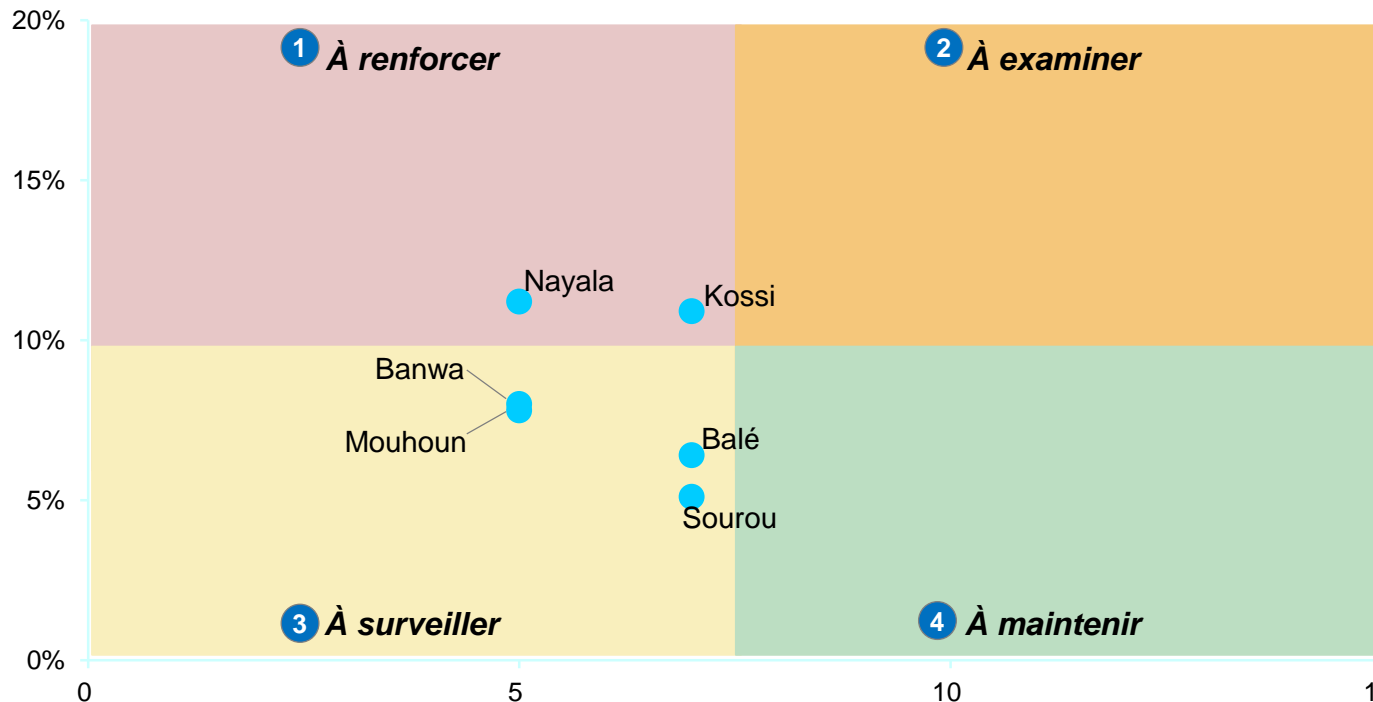 20%
1 À renforcer
2 À examiner
15%
Nayala
Kossi
10%
Banwa
Mouhoun
Balé
5%
Sourou
3 À surveiller
4 À maintenir
0%
0 5 10 1